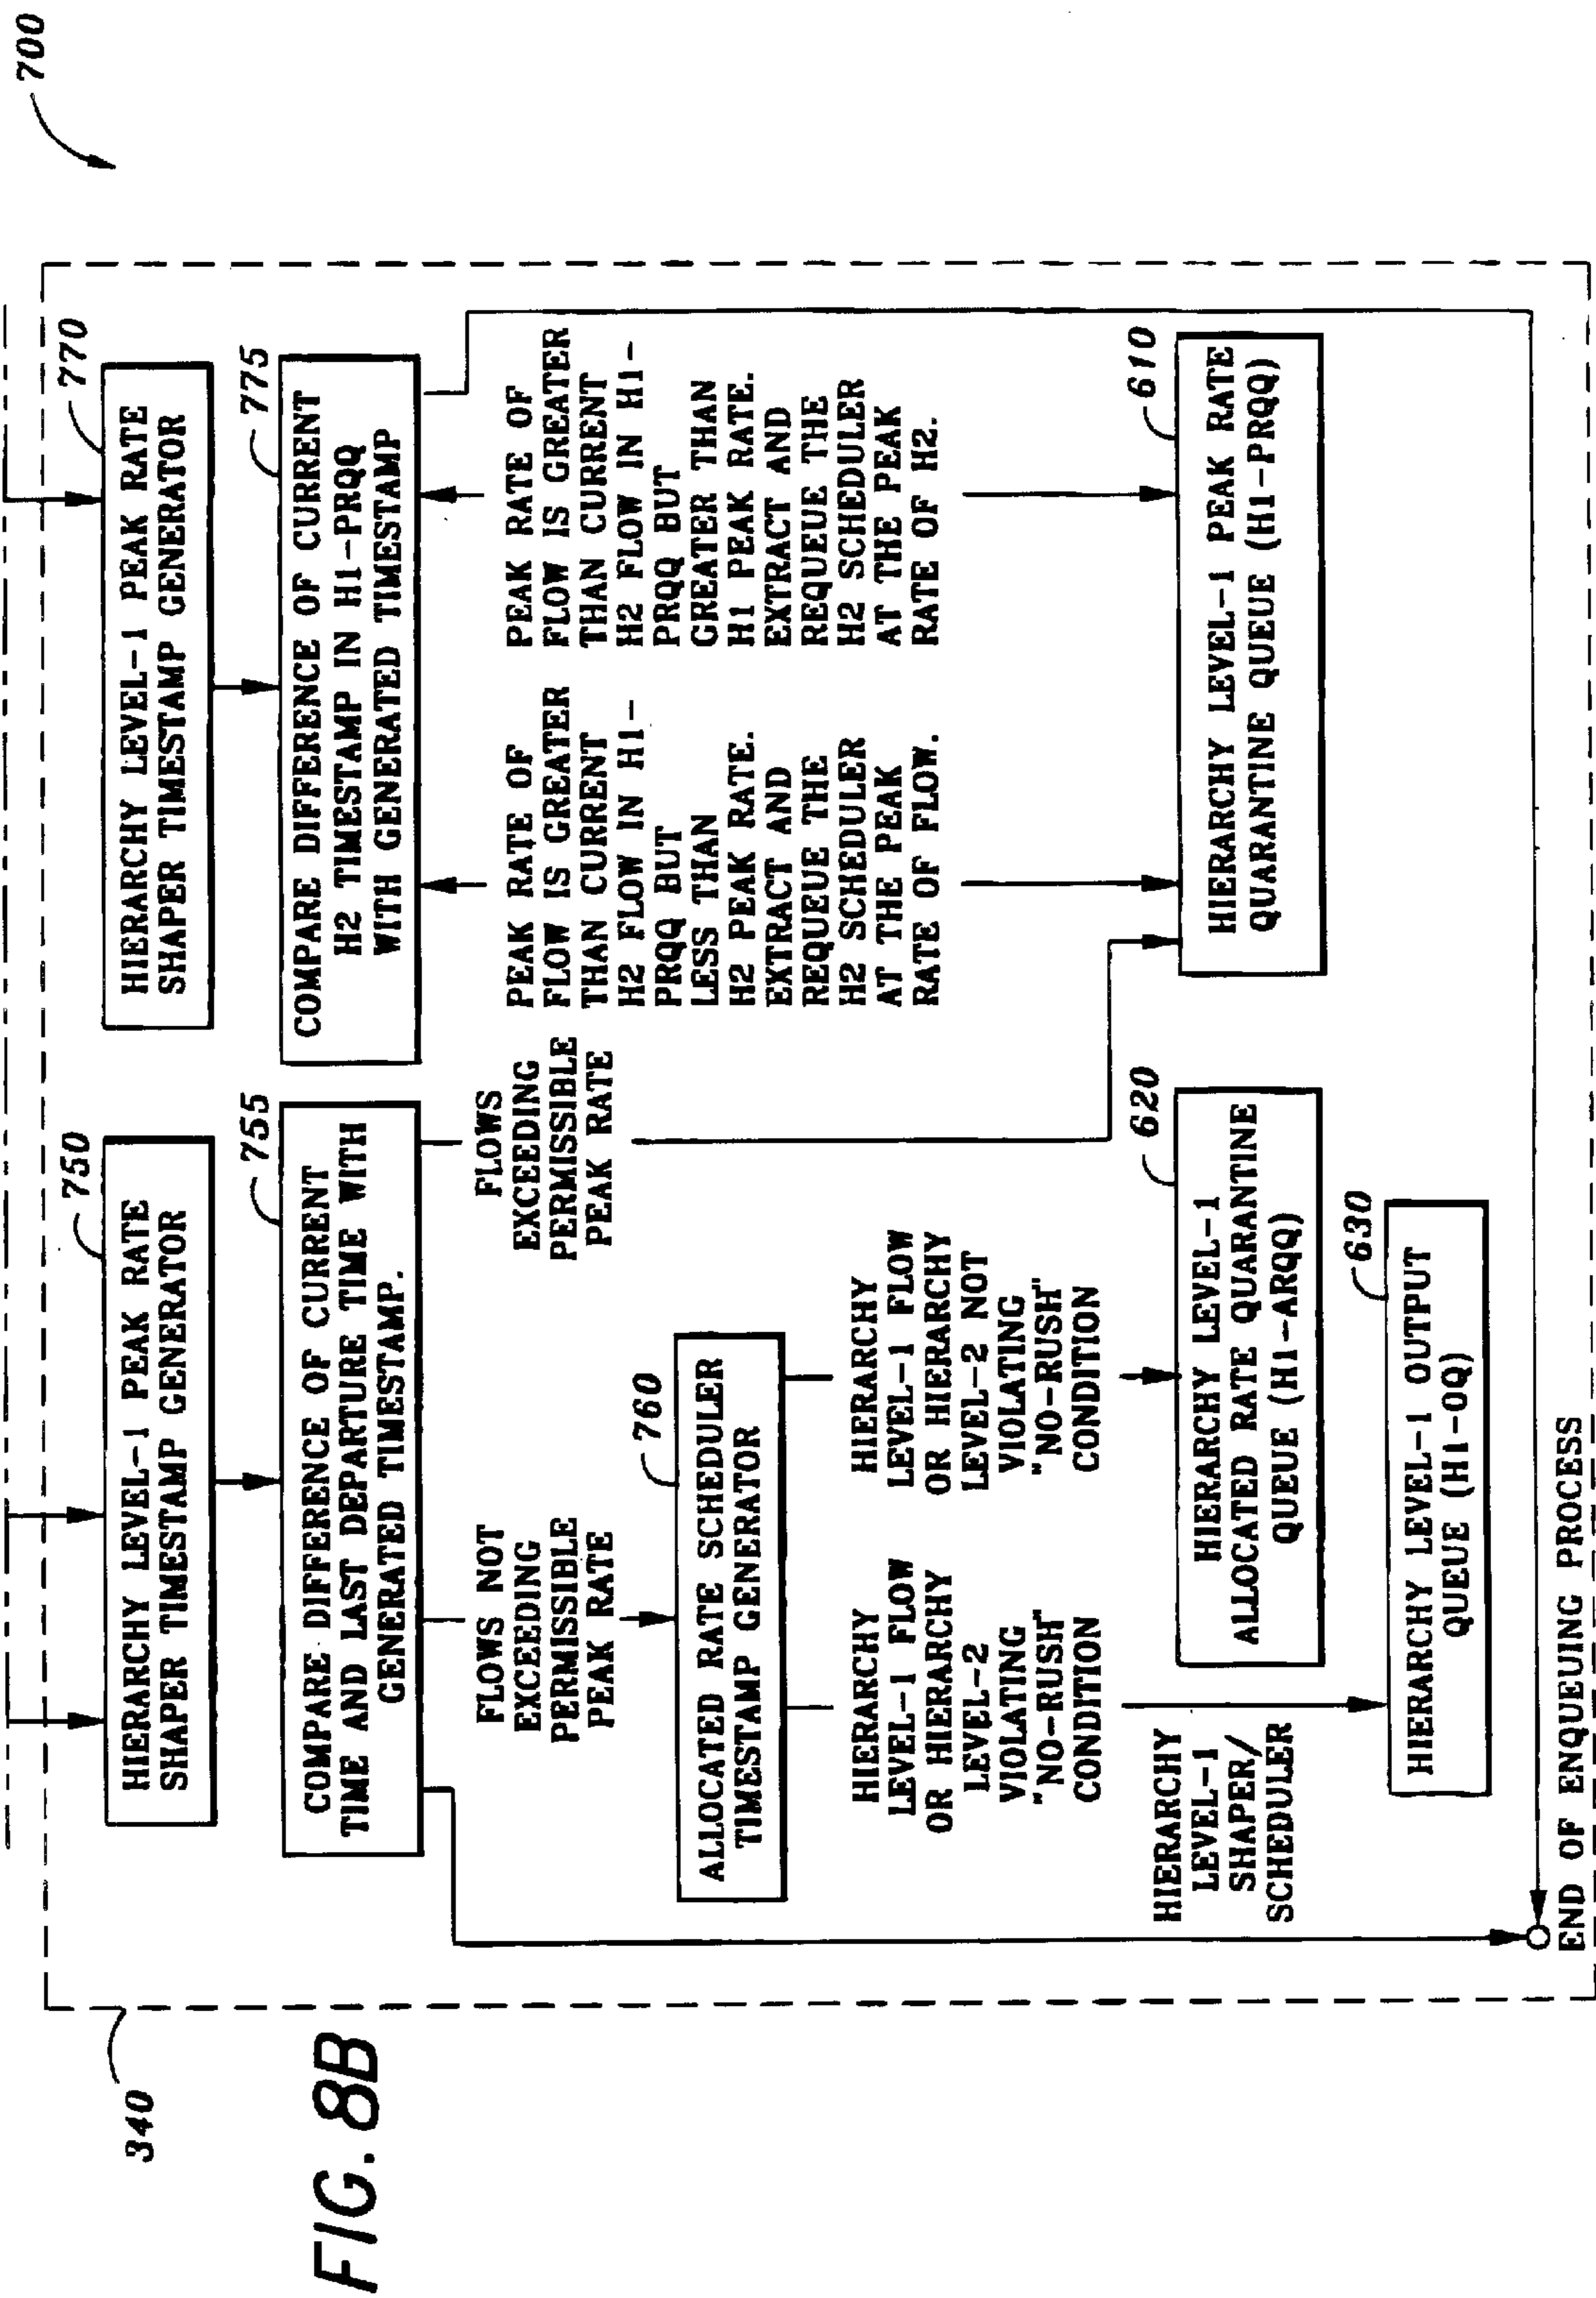 FIG. 8B
700
340
750
HIERARCHY LEVEL-1 PEAK RATE
SHAPER TIMESTAMP GENERATOR
770
HIERARCHY LEVEL-1 PEAK RATE
SHAPER TIMESTAMP GENERATOR
755
COMPARE DIFFERENCE OF CURRENT
TIME AND LAST DEPARTURE TIME WITH
GENERATED TIMESTAMP.
775
COMPARE DIFFERENCE OF CURRENT
H2 TIMESTAMP IN H1-PRQQ
WITH GENERATED TIMESTAMP
FLOWS NOT
EXCEEDING
PERMISSIBLE
PEAK RATE
FLOWS
EXCEEDING
PERMISSIBLE
PEAK RATE
PEAK RATE OF
FLOW IS GREATER
THAN CURRENT
H2 FLOW IN H1-
PRQQ BUT
LESS THAN
H2 PEAK RATE.
EXTRACT AND
REQUEUE THE
H2 SCHEDULER
AT THE PEAK
RATE OF FLOW.
PEAK RATE OF
FLOW IS GREATER
THAN CURRENT
H2 FLOW IN H1-
PRQQ BUT
GREATER THAN
H1 PEAK RATE.
EXTRACT AND
REQUEUE THE
H2 SCHEDULER
AT THE PEAK
RATE OF H2.
760
ALLOCATED RATE SCHEDULER
TIMESTAMP GENERATOR
HIERARCHY
LEVEL-1 FLOW
OR HIERARCHY
LEVEL-2
VIOLATING
"NO-RUSH"
CONDITION
HIERARCHY
LEVEL-1 FLOW
OR HIERARCHY
LEVEL-2 NOT
VIOLATING
"NO-RUSH"
CONDITION
HIERARCHY
LEVEL-1
SHAPER/
SCHEDULER
620
HIERARCHY LEVEL-1
ALLOCATED RATE QUARANTINE
QUEUE (H1-ARQQ)
610
HIERARCHY LEVEL-1 PEAK RATE
QUARANTINE QUEUE (H1-PRQQ)
630
HIERARCHY LEVEL-1 OUTPUT
QUEUE (H1-OQ)
END OF ENQUEUING PROCESS